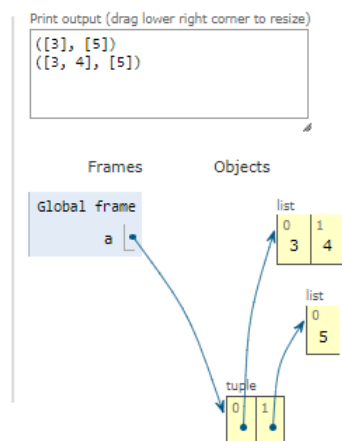 Print output (drag lower right corner to resize)
([3], [5])
([3, 4], [5])
Frames Objects
Global frame
a
list
0 1
3 4
list
0
5
tuple
0 1